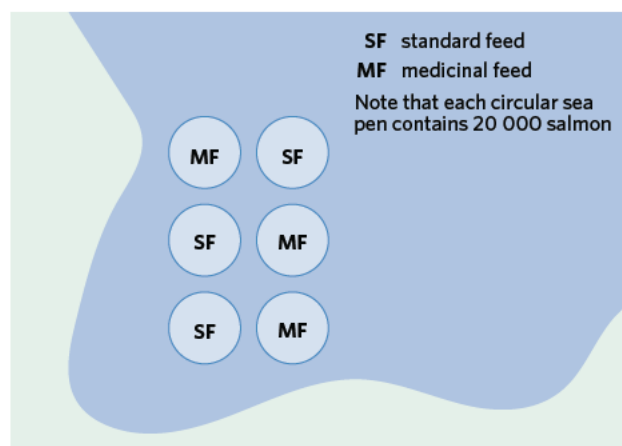 SF standard feed
MF medicinal feed
Note that each circular sea
pen contains 20 000 salmon
MF SF
SF MF
SF MF